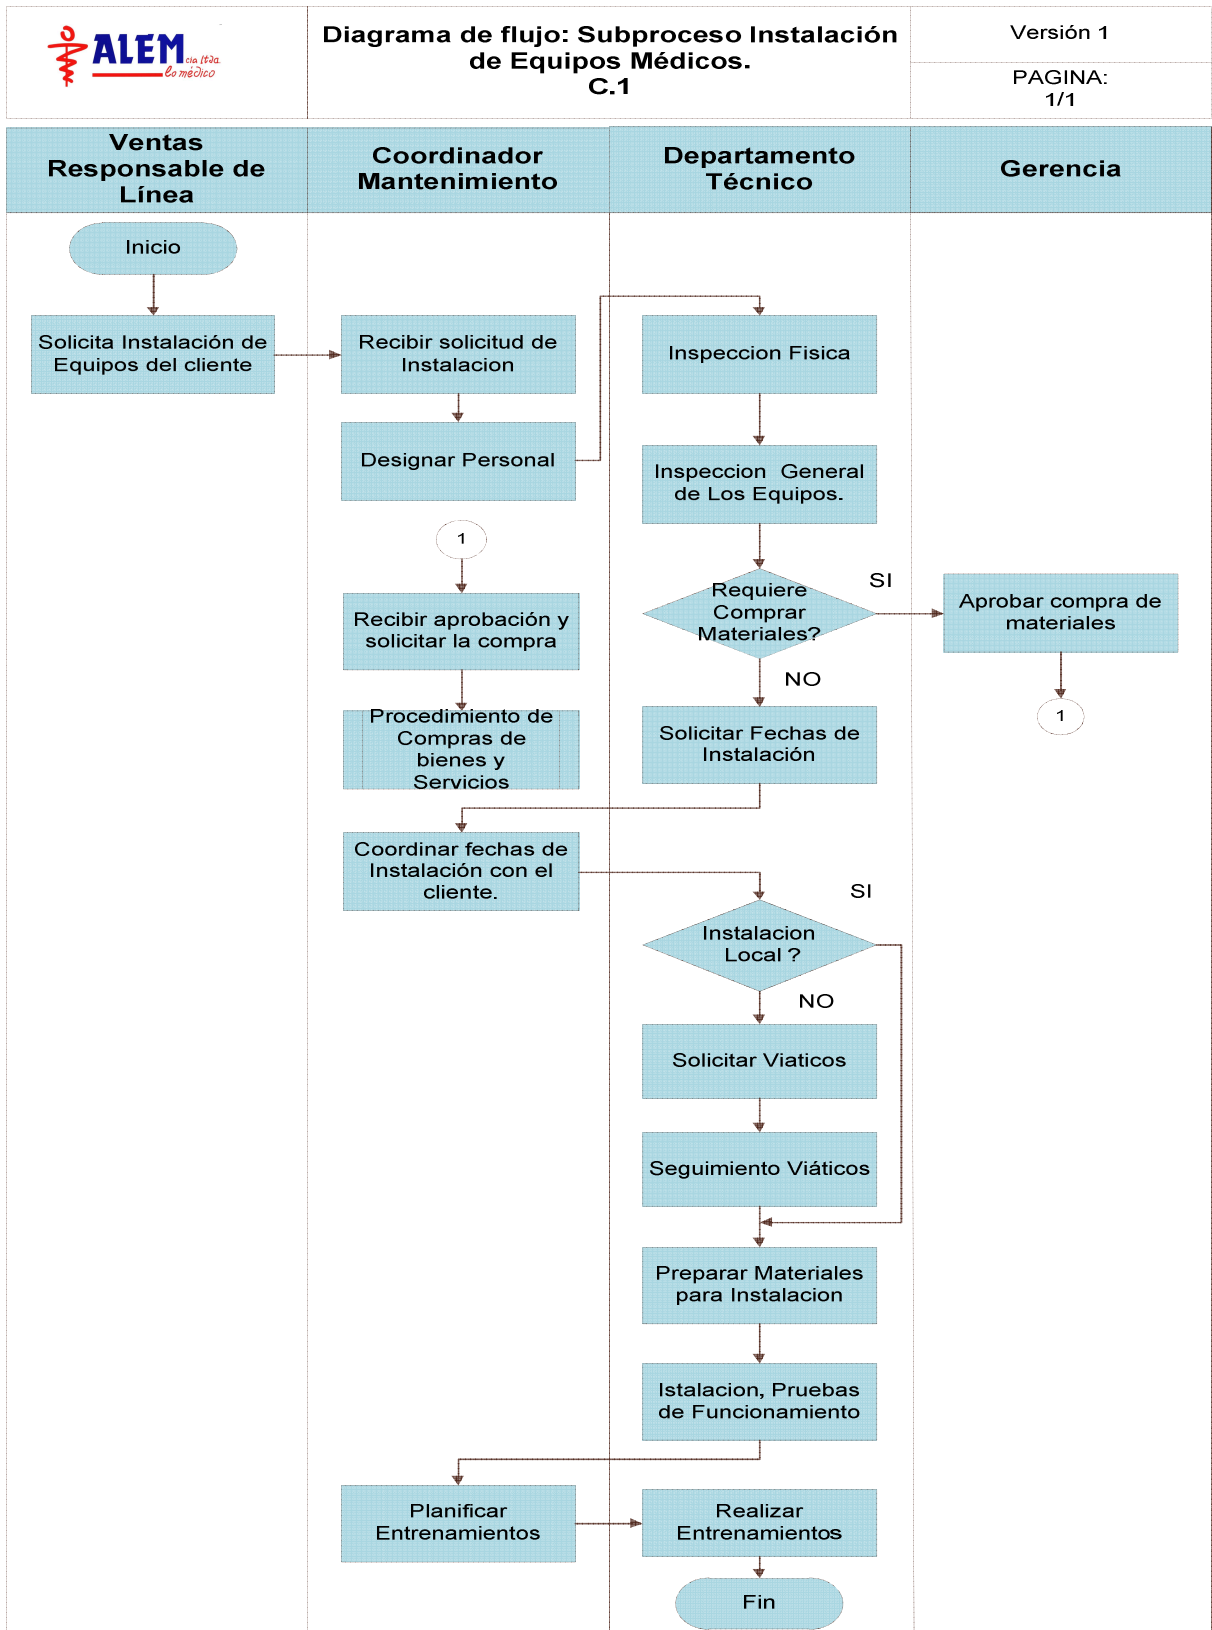 ALEM cia ltda.
lo médico
Diagrama de flujo: Subproceso Instalación
de Equipos Médicos.
C.1
Versión 1
PAGINA:
1/1
Ventas
Responsable de
Línea
Coordinador
Mantenimiento
Departamento
Técnico
Gerencia
Inicio
Solicita Instalación de
Equipos del cliente
Recibir solicitud de
Instalacion
Inspeccion Fisica
Designar Personal
Inspeccion General
de Los Equipos.
1
Requiere
Comprar
Materiales?
SI
Aprobar compra de
materiales
Recibir aprobación y
solicitar la compra
NO
1
Procedimiento de
Compras de
bienes y
Servicios
Solicitar Fechas de
Instalación
Coordinar fechas de
Instalación con el
cliente.
SI
Instalacion
Local ?
NO
Solicitar Viaticos
Seguimiento Viáticos
Preparar Materiales
para Instalacion
Istalacion, Pruebas
de Funcionamiento
Planificar
Entrenamientos
Realizar
Entrenamientos
Fin